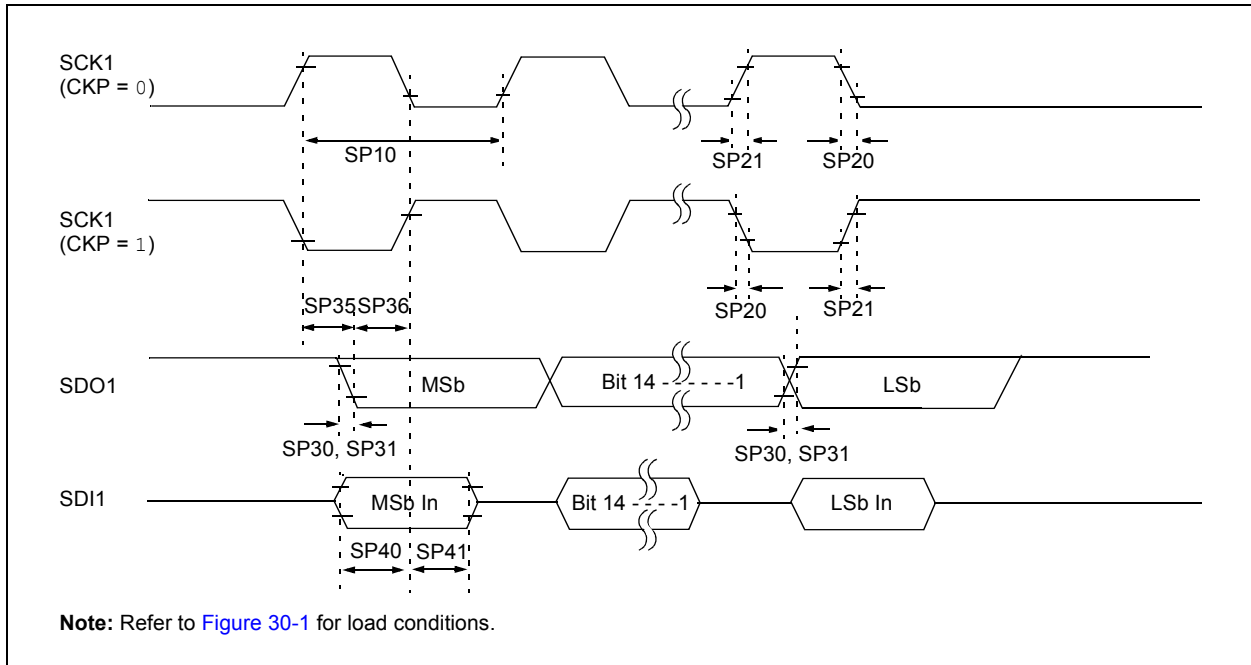 SCK1
(CKP = 0)
SP10
SP21
SP20
SCK1
(CKP = 1)
SP35
SP36
SP20
SP21
SDO1
MSb
Bit 14 - - - - - - -1
LSb
SP30, SP31
SP30, SP31
SDI1
MSb In
Bit 14 - - - - -1
LSb In
SP40
SP41
Note: Refer to Figure 30-1 for load conditions.